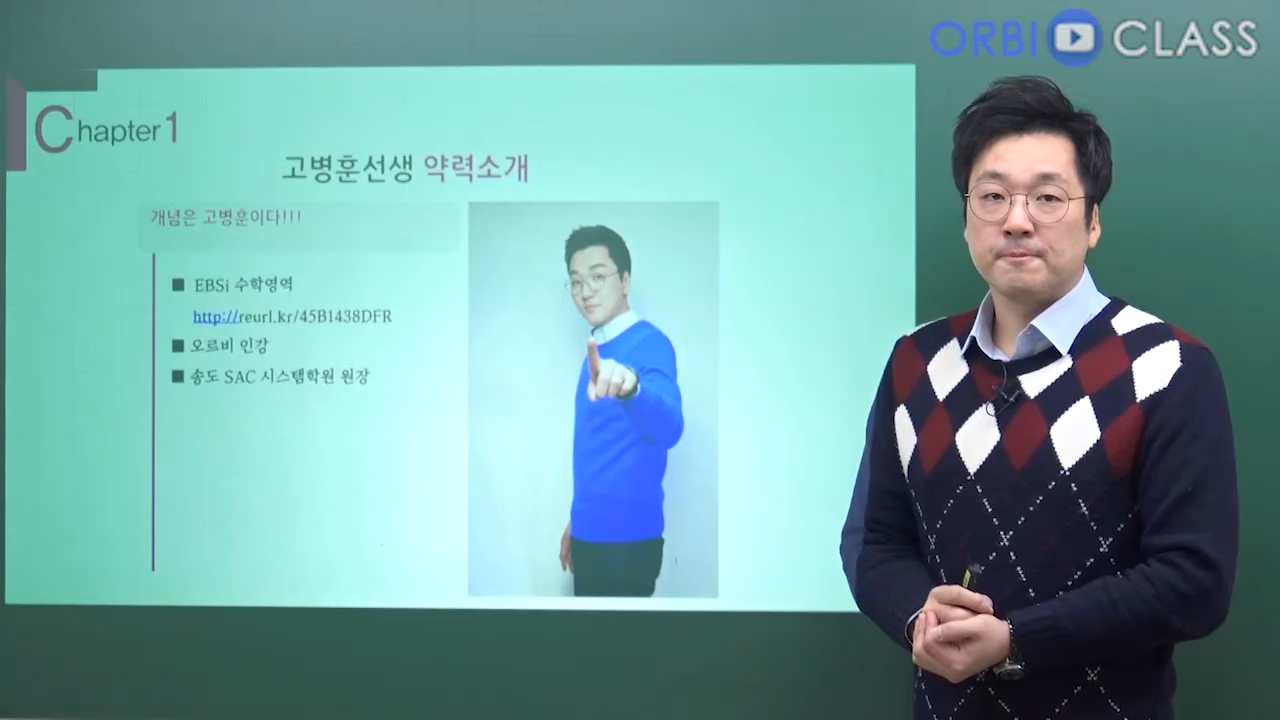 ORBI CLASS
Chapter1
고병훈선생 약력소개
개념은 고병훈이다!!!
■ EBSi 수학영역
http://reurl.kr/45B1438DFR
■ 오르비 인강
■ 송도 SAC 시스템학원 원장